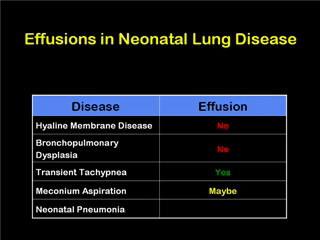 Effusions in Neonatal Lung Disease
Disease Effusion
Hyaline Membrane Disease No
Bronchopulmonary
Dysplasia No
Transient Tachypnea Yes
Meconium Aspiration Maybe
Neonatal Pneumonia